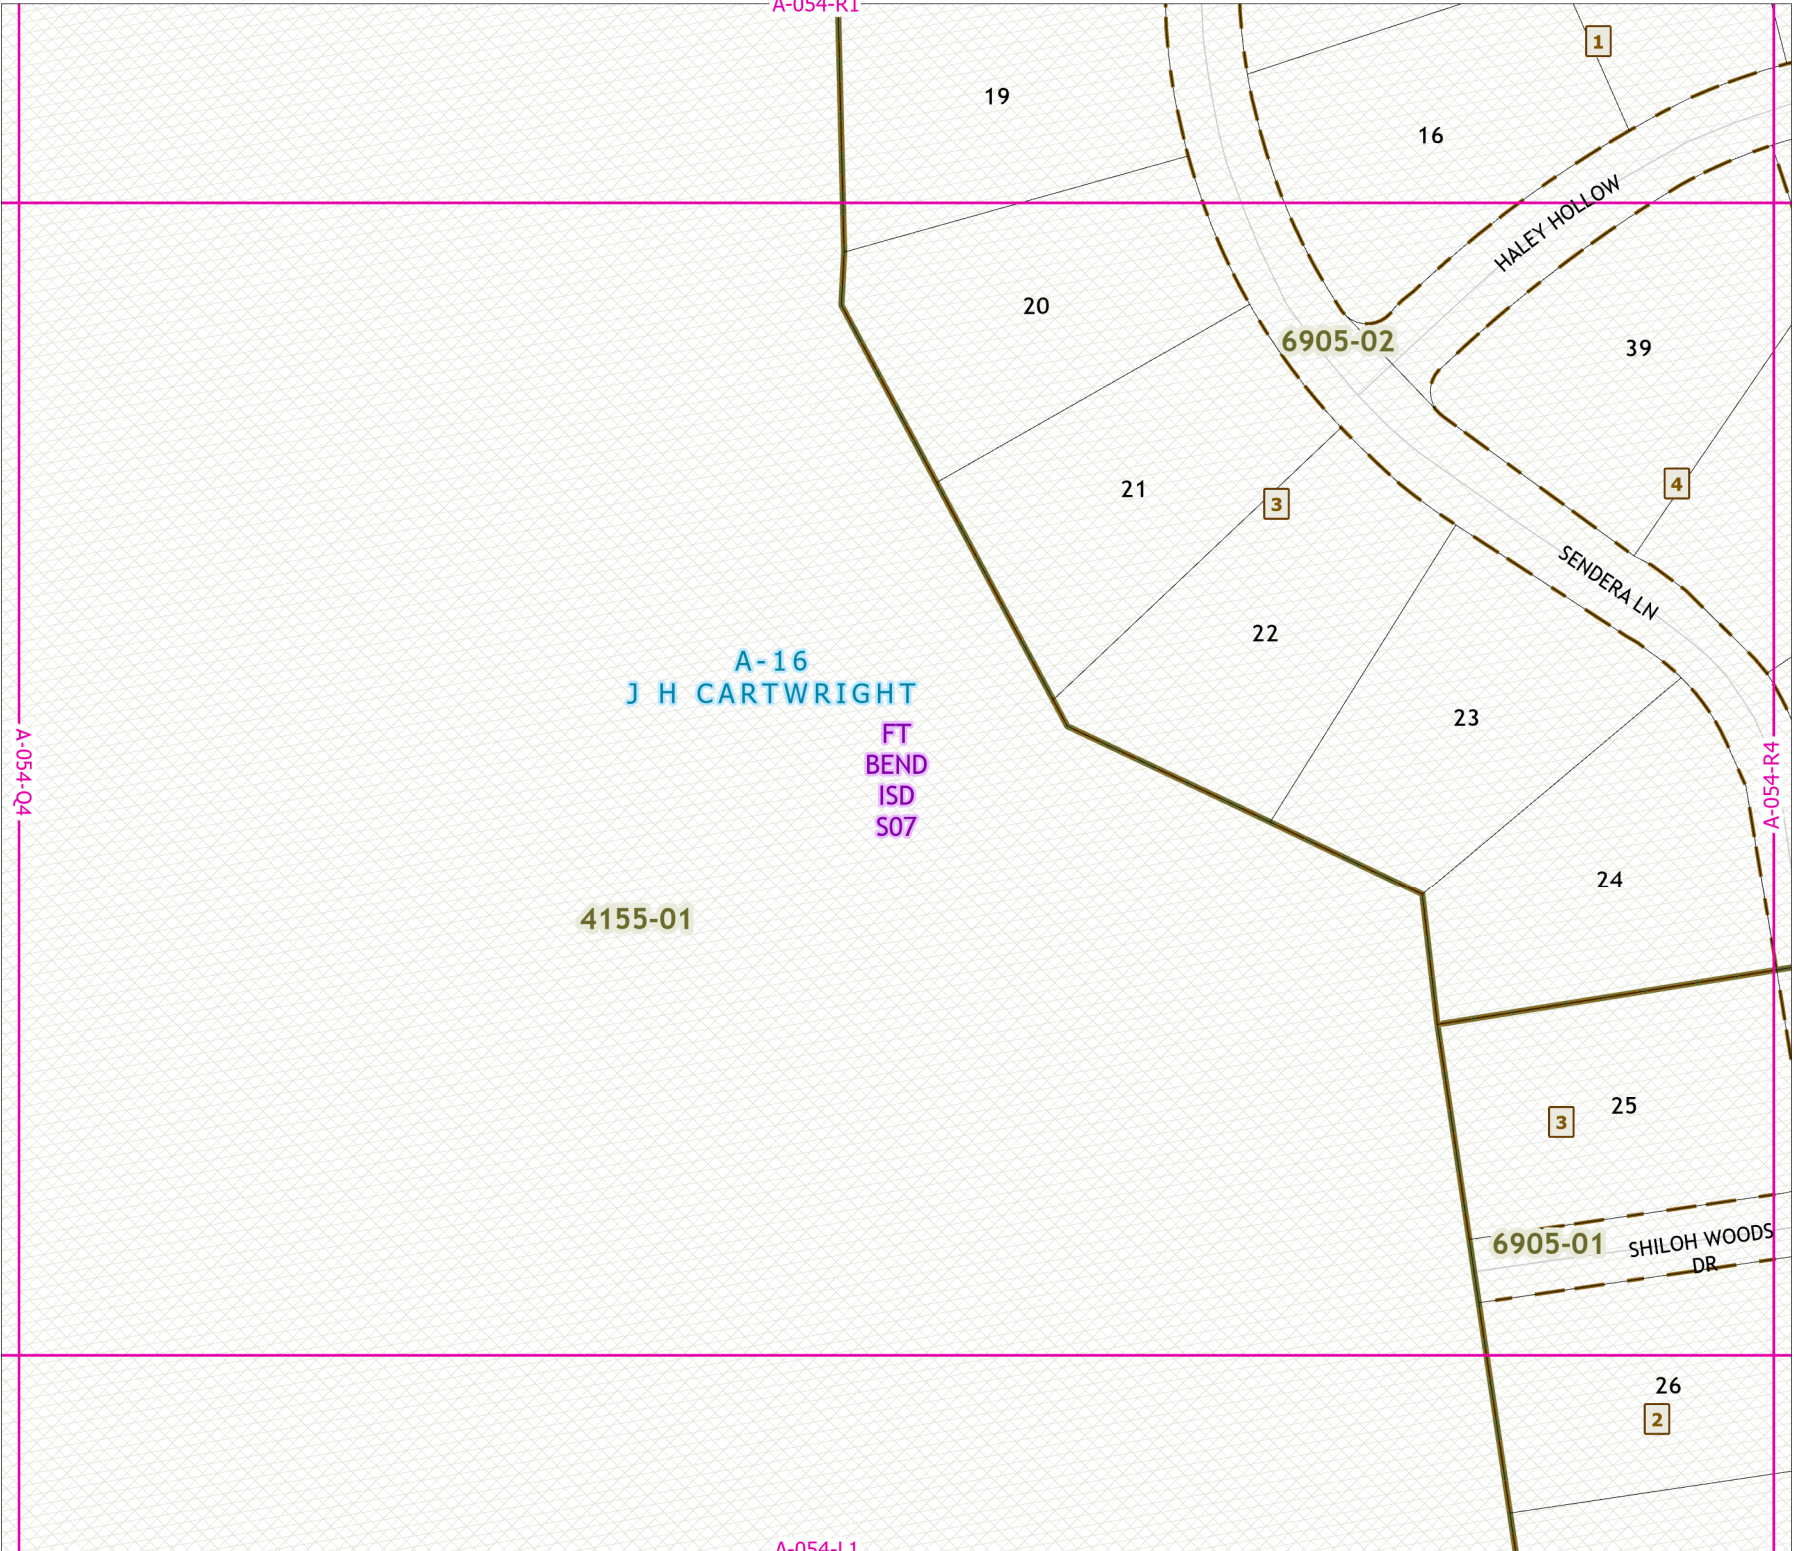 A-054-R1
1
19
16
HALEY HOLLOW
20
6905-02
39
21
3
4
SENDERA LN
22
A-16
J H CARTWRIGHT
23
FT
BEND
ISD
S07
A-054-Q4
A-054-R4
24
4155-01
25
3
6905-01
SHILOH WOODS
DR
26
2
A-054-L1